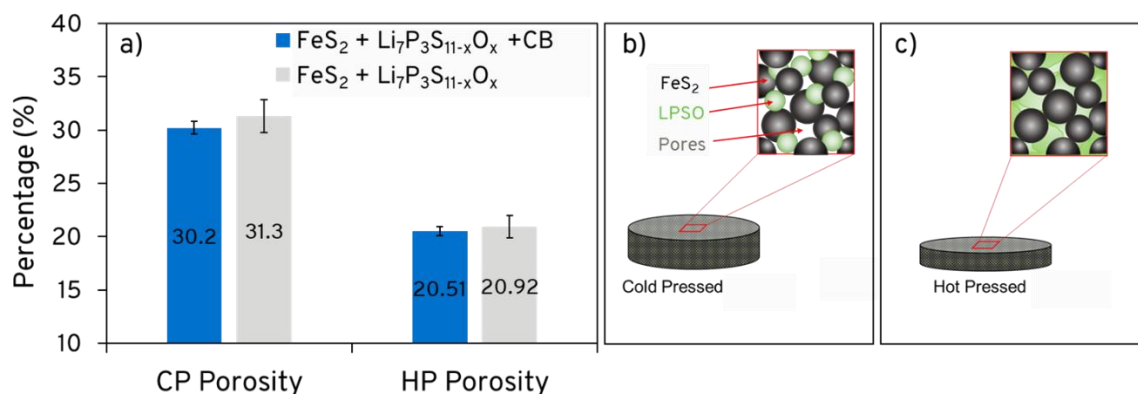 a)
FeS₂ + Li₇P₃S₁₁₋ₓOₓ +CB
FeS₂ + Li₇P₃S₁₁₋ₓOₓ
Percentage (%)
40
35
30
25
20
15
10
30.2
31.3
20.51
20.92
CP Porosity
HP Porosity
b)
FeS₂
LPSO
Pores
Cold Pressed
c)
Hot Pressed